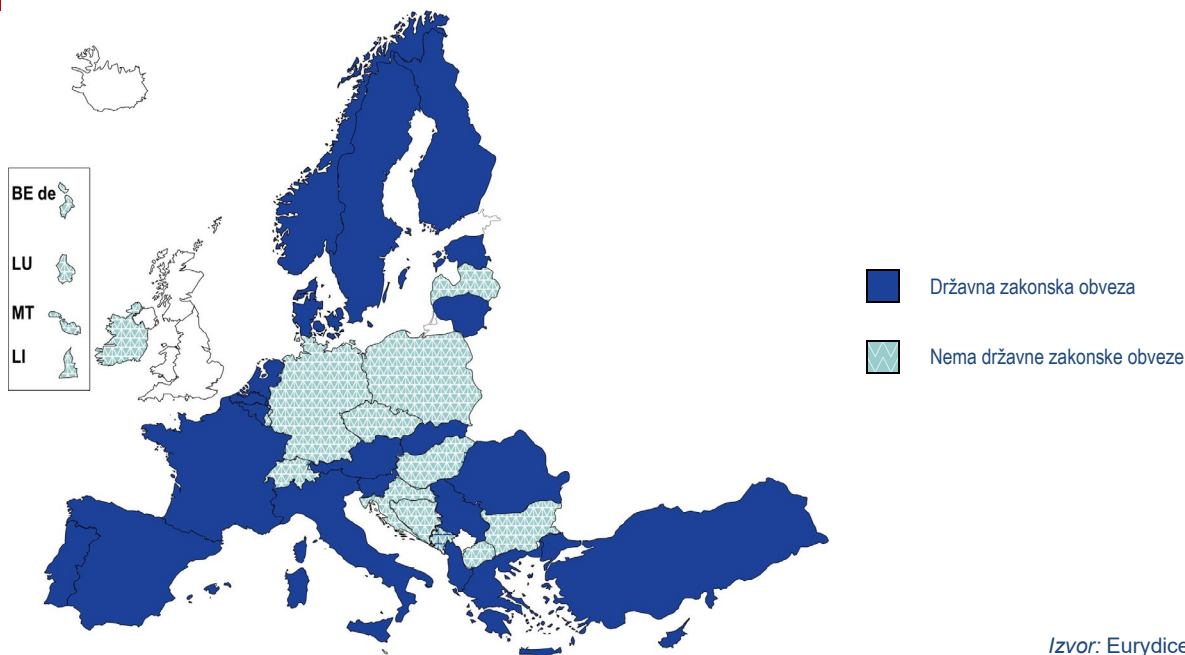 BE de
LU
MT
LI
Državna zakonska obveza
Nema državne zakonske obveze
Izvor: Eurydice